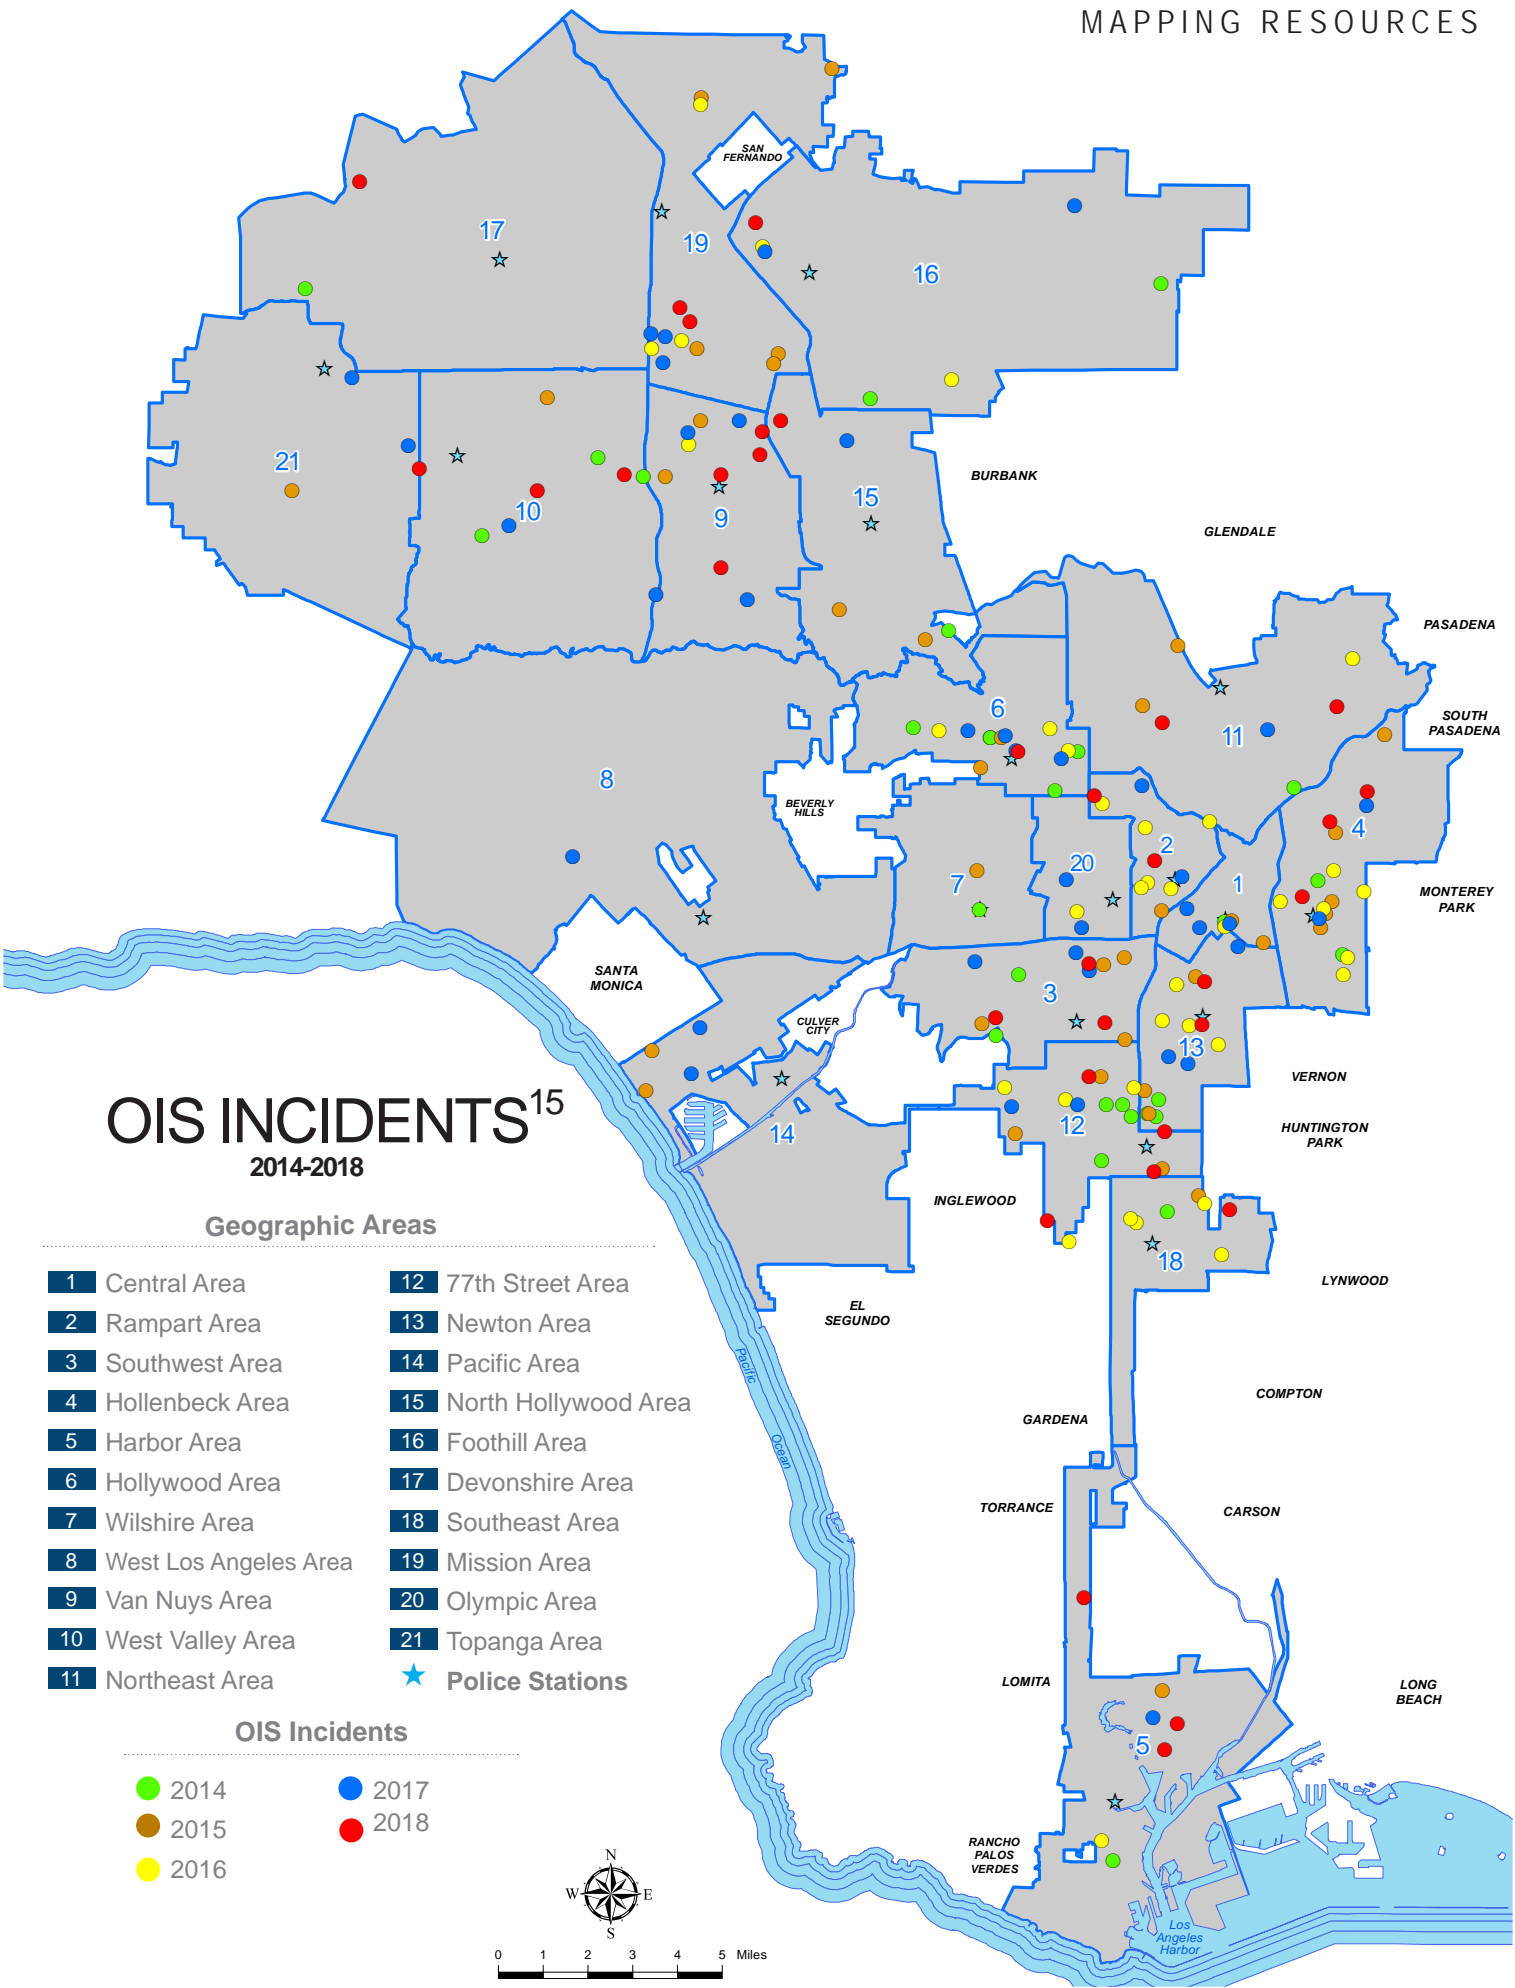 MAPPING RESOURCES
SAN
FERNANDO
17
19
16
21
10
9
15
BURBANK
GLENDALE
PASADENA
SOUTH
PASADENA
6
11
8
BEVERLY
HILLS
4
2
20
7
1
MONTEREY
PARK
SANTA
MONICA
3
CULVER
CITY
13
VERNON
12
14
HUNTINGTON
PARK
INGLEWOOD
18
LYNWOOD
EL
SEGUNDO
Pacific
Ocean
COMPTON
GARDENA
TORRANCE
CARSON
LOMITA
LONG
BEACH
5
RANCHO
PALOS
VERDES
Los
Angeles
Harbor
OIS INCIDENTS15
2014-2018
Geographic Areas
1 Central Area
2 Rampart Area
3 Southwest Area
4 Hollenbeck Area
5 Harbor Area
6 Hollywood Area
7 Wilshire Area
8 West Los Angeles Area
9 Van Nuys Area
10 West Valley Area
11 Northeast Area
12 77th Street Area
13 Newton Area
14 Pacific Area
15 North Hollywood Area
16 Foothill Area
17 Devonshire Area
18 Southeast Area
19 Mission Area
20 Olympic Area
21 Topanga Area
Police Stations
OIS Incidents
2014
2015
2016
2017
2018
N
W E
S
0 1 2 3 4 5 Miles